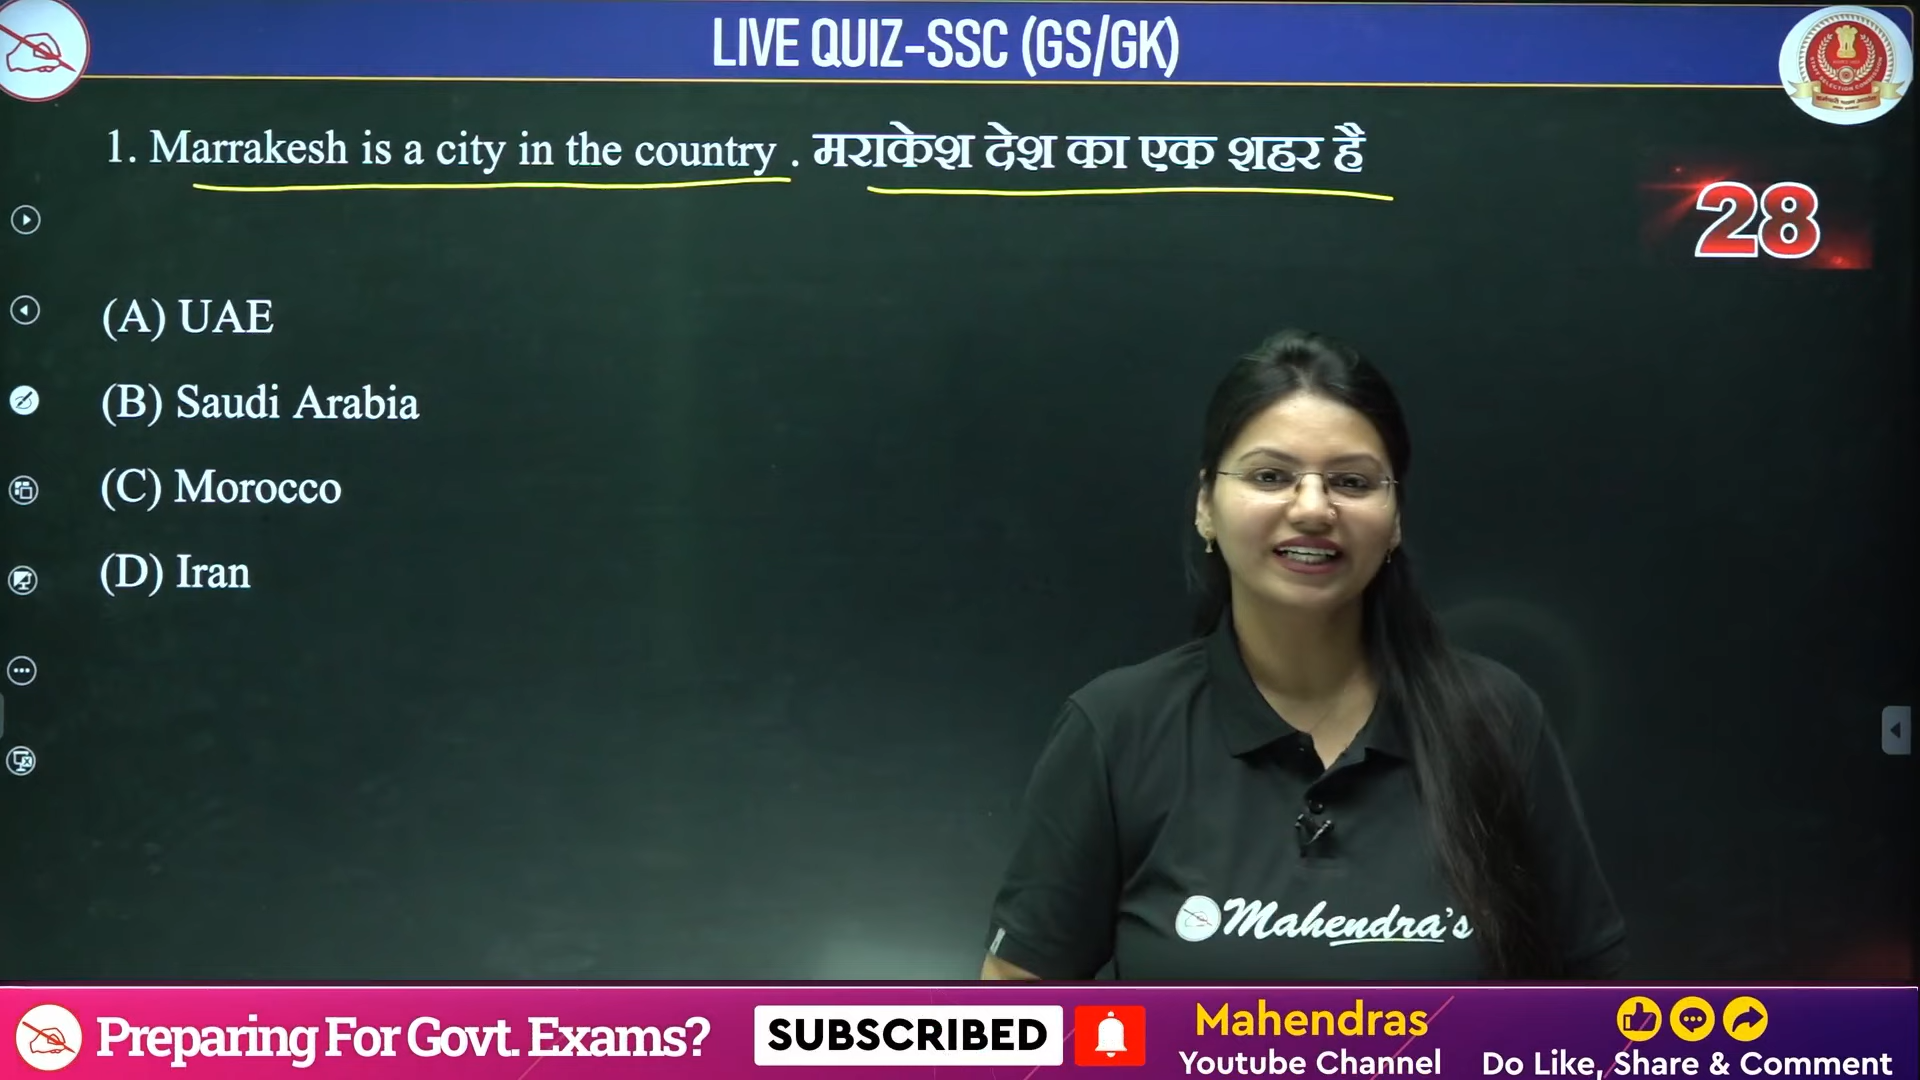 LIVE QUIZ-SSC (GS/GK)
1. Marrakesh is a city in the country . मराकेश देश का एक शहर है
28
(A) UAE
(B) Saudi Arabia
(C) Morocco
(D) Iran
Mahendra's
Preparing For Govt. Exams?
SUBSCRIBED
Mahendras
Youtube Channel
Do Like, Share & Comment